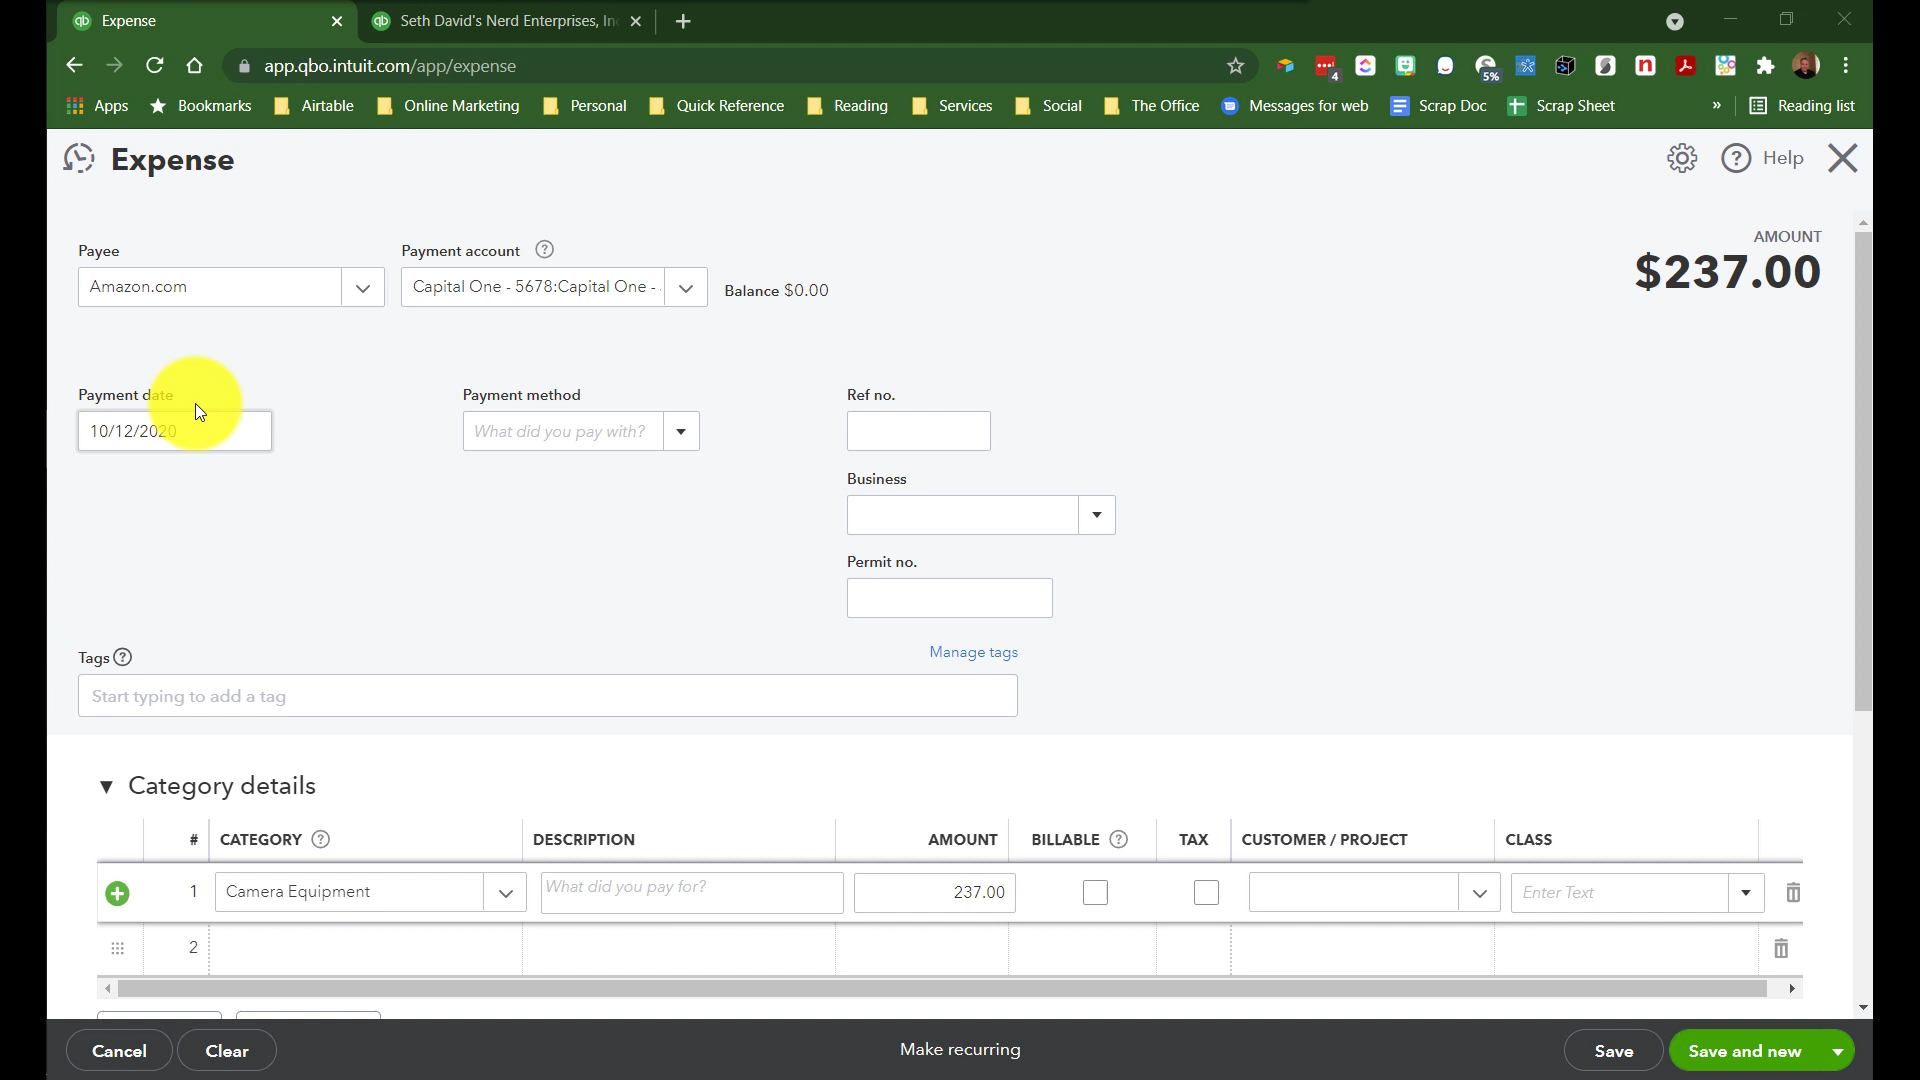 Expense
Seth David's Nerd Enterprises, In
app.qbo.intuit.com/app/expense
4
5%
Apps
Bookmarks
Airtable
Online Marketing
Personal
Quick Reference
Reading
Services
Social
The Office
Messages for web
Scrap Doc
Scrap Sheet
»
Reading list
Expense
Help
AMOUNT
$237.00
Payee
Payment account
Amazon.com
Capital One - 5678:Capital One -
Balance $0.00
Payment date
Payment method
Ref no.
10/12/2020
What did you pay with?
Business
Permit no.
Tags
Manage tags
Start typing to add a tag
Category details
# CATEGORY DESCRIPTION AMOUNT BILLABLE TAX CUSTOMER / PROJECT CLASS
1 Camera Equipment What did you pay for? 237.00 Enter Text
2
Cancel
Clear
Make recurring
Save
Save and new